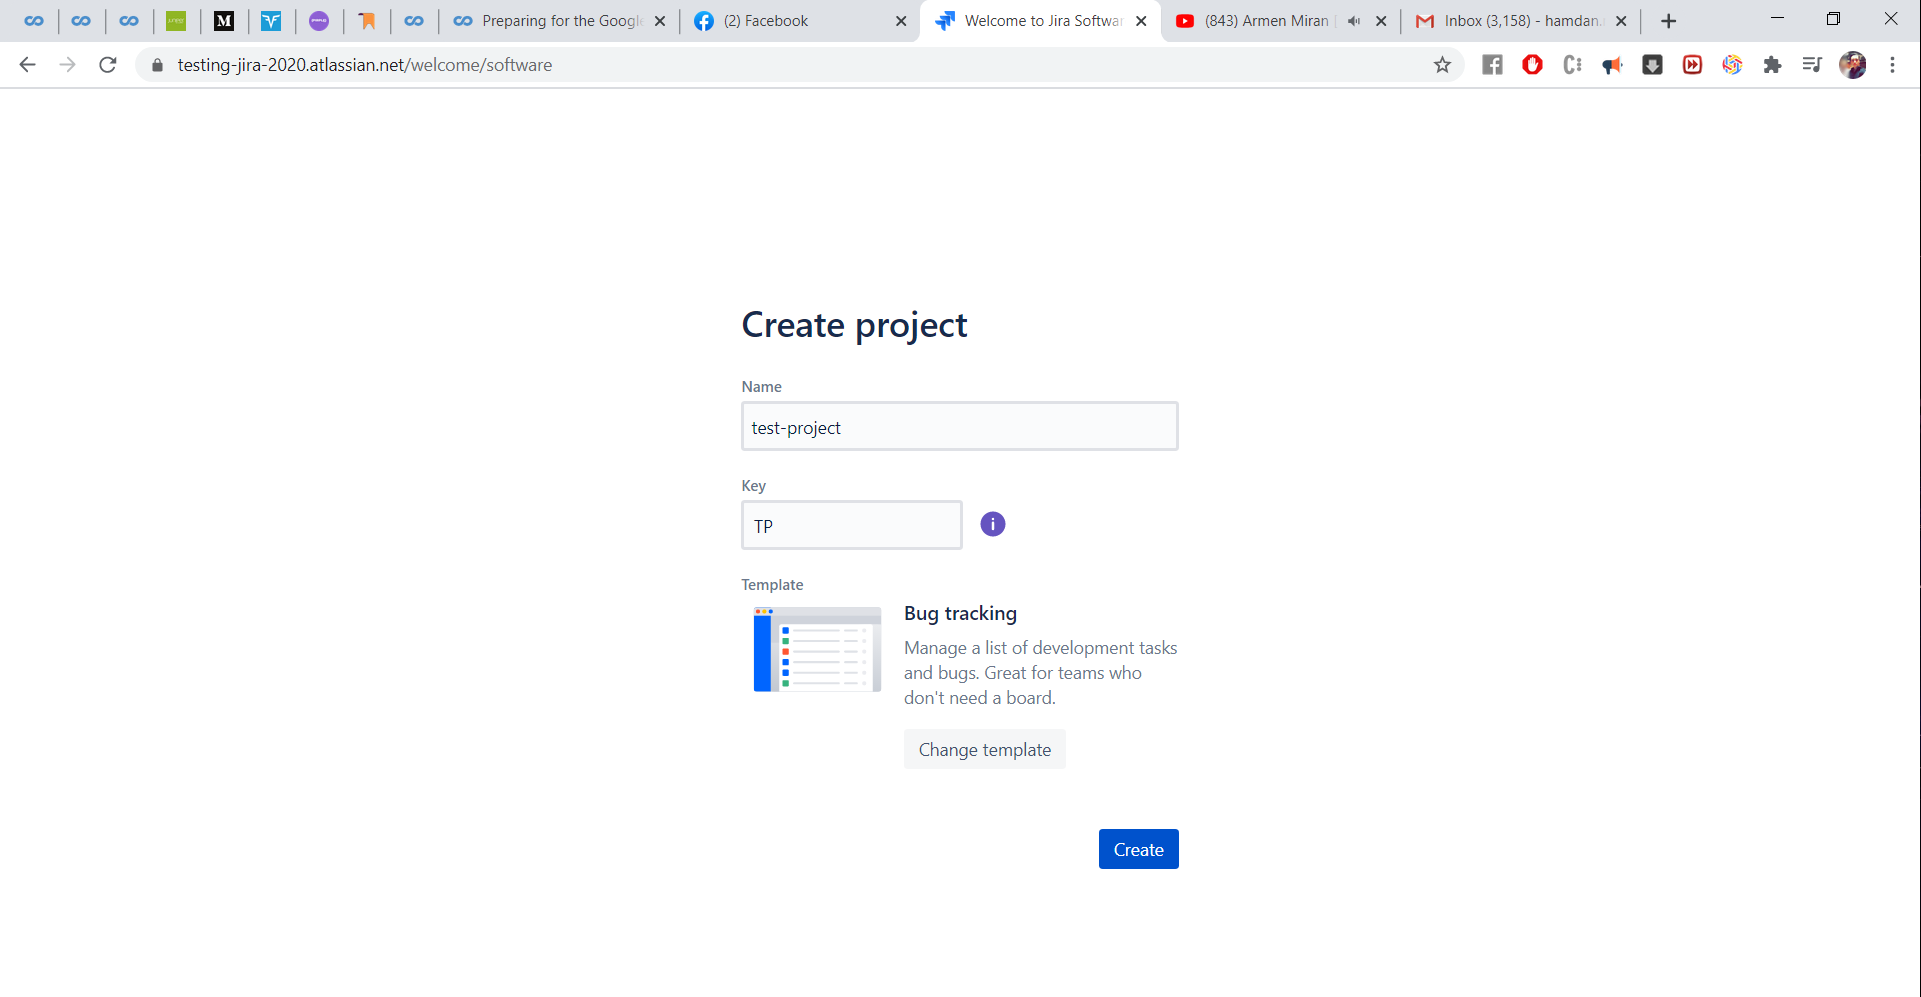 Preparing for the Google
(2) Facebook
Welcome to Jira Softwar
(843) Armen Miran
Inbox (3,158) - hamdan.
testing-jira-2020.atlassian.net/welcome/software
Create project
Name
test-project
Key
TP
i
Template
Bug tracking
Manage a list of development tasks
and bugs. Great for teams who
don't need a board.
Change template
Create